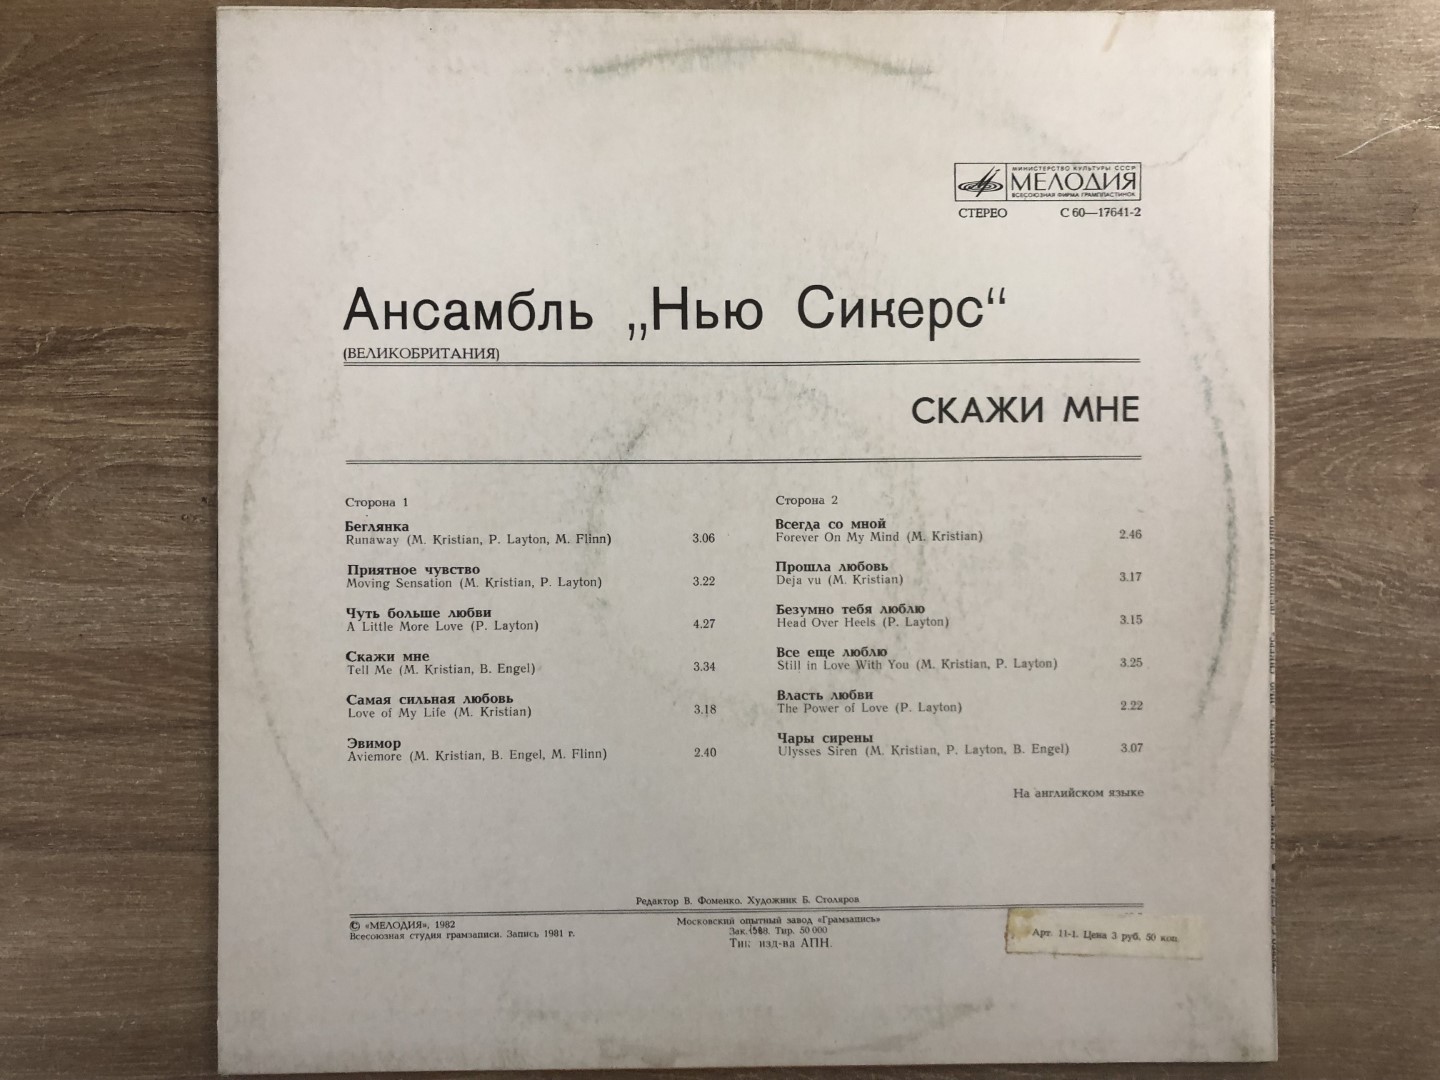 МИНИСТЕРСТВО КУЛЬТУРЫ СССР
МЕЛОДИЯ
ВСЕСОЮЗНАЯ ФИРМА ГРАМПЛАСТИНОК
СТЕРЕО С 60—17641-2
Ансамбль „Нью Сикерс“
(ВЕЛИКОБРИТАНИЯ)
СКАЖИ МНЕ
Сторона 1
Беглянка
Runaway (M. Kristian, P. Layton, M. Flinn) 3.06
Приятное чувство
Moving Sensation (M. Kristian, P. Layton) 3.22
Чуть больше любви
A Little More Love (P. Layton) 4.27
Скажи мне
Tell Me (M. Kristian, B. Engel) 3.34
Самая сильная любовь
Love of My Life (M. Kristian) 3.18
Эвимор
Aviemore (M. Kristian, B. Engel, M. Flinn) 2.40
Сторона 2
Всегда со мной
Forever On My Mind (M. Kristian) 2.46
Прошла любовь
Deja vu (M. Kristian) 3.17
Безумно тебя люблю
Head Over Heels (P. Layton) 3.15
Все еще люблю
Still in Love With You (M. Kristian, P. Layton) 3.25
Власть любви
The Power of Love (P. Layton) 2.22
Чары сирены
Ulysses Siren (M. Kristian, P. Layton, B. Engel) 3.07
На английском языке
Редактор В. Фоменко. Художник Б. Столяров
© «МЕЛОДИЯ», 1982
Всесоюзная студия грамзаписи. Запись 1981 г.
Московский опытный завод «Грамзапись»
Зак. 1588. Тир. 50 000
Тип. изд-ва АПН.
Арт. 11-1. Цена 3 руб. 50 коп.